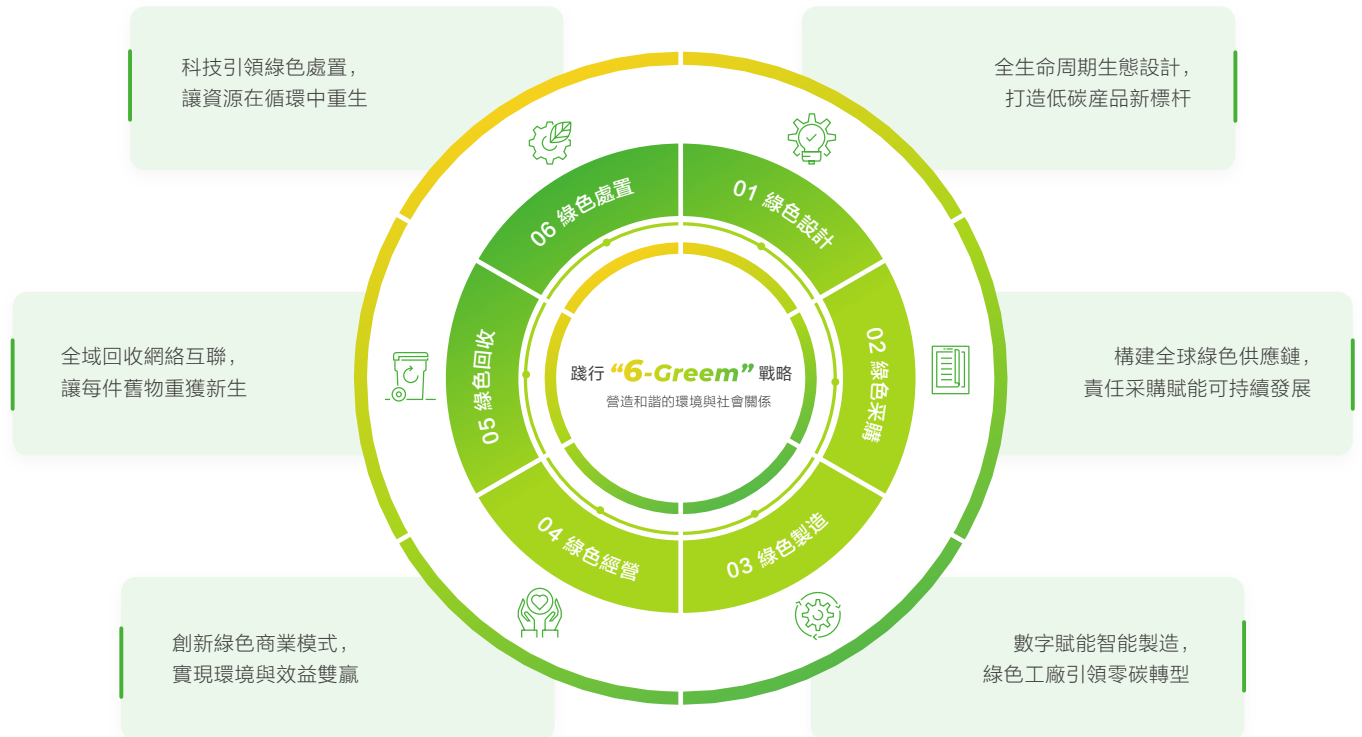 科技引領綠色處置，
讓資源在循環中重生
全生命周期生態設計，
打造低碳産品新標杆
全域回收網絡互聯，
讓每件舊物重獲新生
構建全球綠色供應鏈，
責任采購賦能可持續發展
創新綠色商業模式，
實現環境與效益雙贏
數字賦能智能製造，
綠色工廠引領零碳轉型
01 綠色設計
02 綠色采購
03 綠色製造
04 綠色經營
05 綠色回收
06 綠色處置
踐行 “6-Greem” 戰略
營造和諧的環境與社會關係